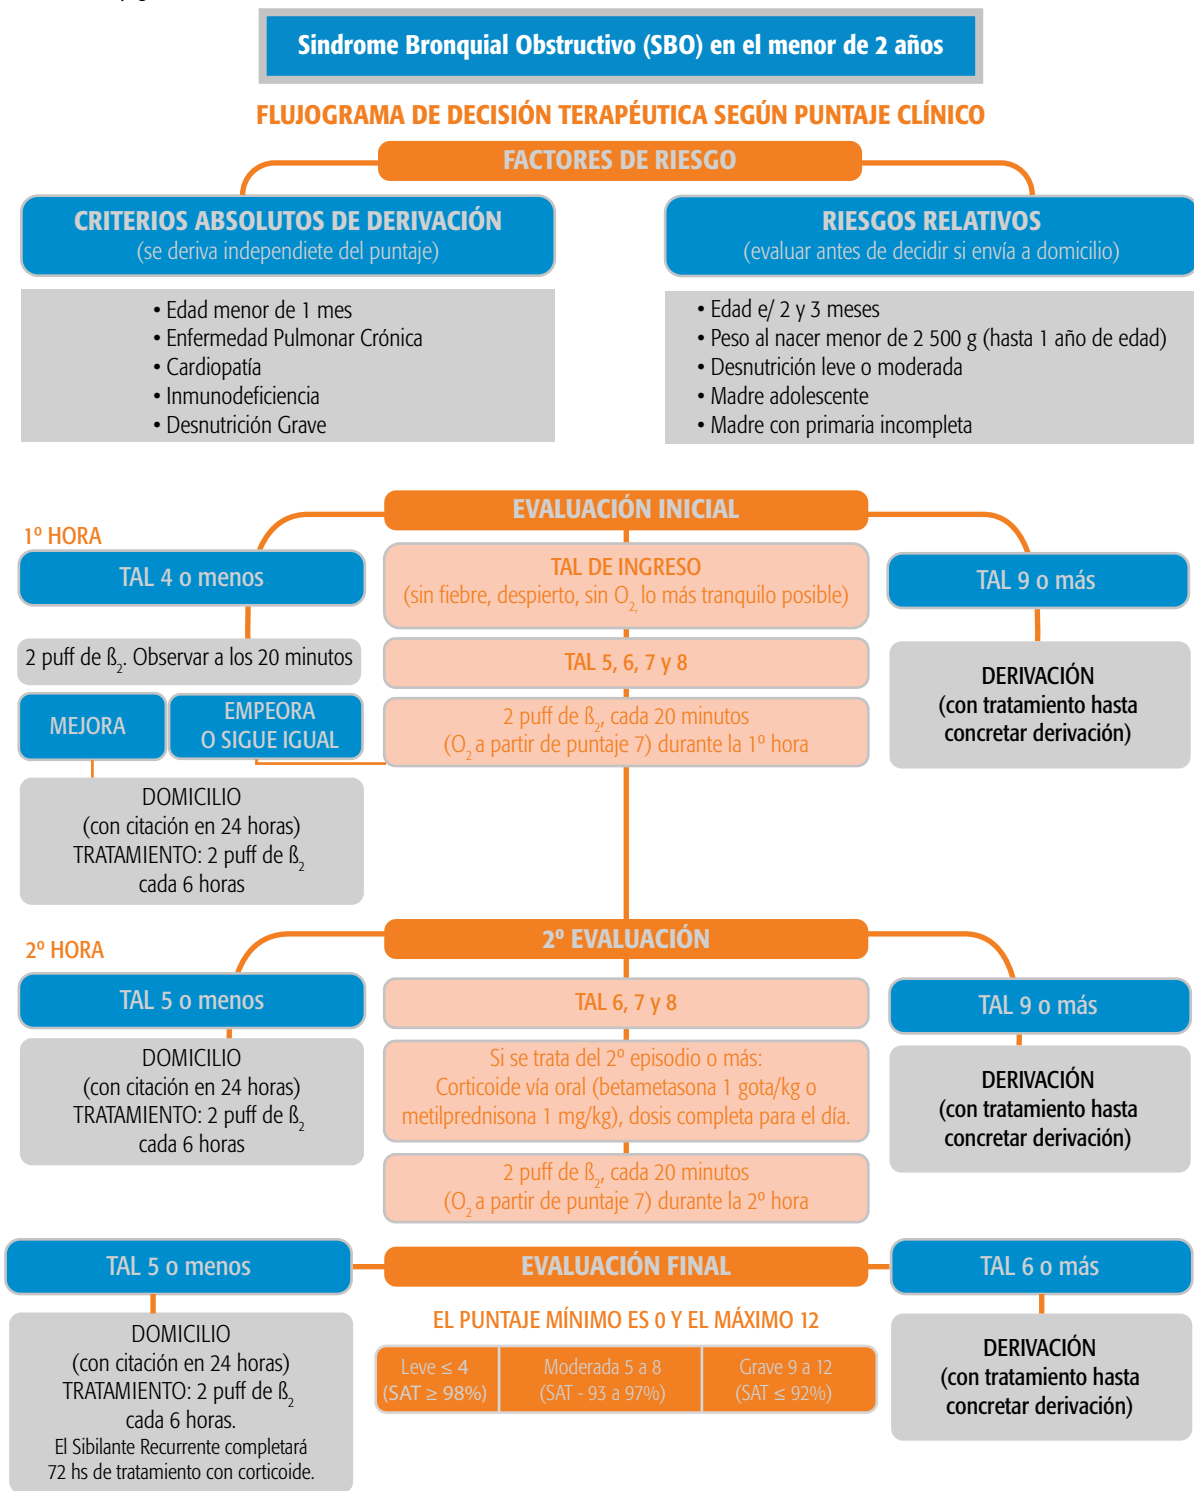 Sindrome Bronquial Obstructivo (SBO) en el menor de 2 años
FLUJOGRAMA DE DECISIÓN TERAPÉUTICA SEGÚN PUNTAJE CLÍNICO
FACTORES DE RIESGO
CRITERIOS ABSOLUTOS DE DERIVACIÓN
(se deriva independiete del puntaje)
• Edad menor de 1 mes
• Enfermedad Pulmonar Crónica
• Cardiopatía
• Inmunodeficiencia
• Desnutrición Grave
RIESGOS RELATIVOS
(evaluar antes de decidir si envía a domicilio)
• Edad e/ 2 y 3 meses
• Peso al nacer menor de 2 500 g (hasta 1 año de edad)
• Desnutrición leve o moderada
• Madre adolescente
• Madre con primaria incompleta
EVALUACIÓN INICIAL
1º HORA
TAL 4 o menos
2 puff de ß₂. Observar a los 20 minutos
MEJORA
EMPEORA
O SIGUE IGUAL
DOMICILIO
(con citación en 24 horas)
TRATAMIENTO: 2 puff de ß₂
cada 6 horas
TAL DE INGRESO
(sin fiebre, despierto, sin O₂, lo más tranquilo posible)
TAL 5, 6, 7 y 8
2 puff de ß₂, cada 20 minutos
(O₂ a partir de puntaje 7) durante la 1º hora
TAL 9 o más
DERIVACIÓN
(con tratamiento hasta
concretar derivación)
2º EVALUACIÓN
2º HORA
TAL 5 o menos
DOMICILIO
(con citación en 24 horas)
TRATAMIENTO: 2 puff de ß₂
cada 6 horas
TAL 6, 7 y 8
Si se trata del 2º episodio o más:
Corticoide vía oral (betametasona 1 gota/kg o
metilprednisona 1 mg/kg), dosis completa para el día.
2 puff de ß₂, cada 20 minutos
(O₂ a partir de puntaje 7) durante la 2º hora
TAL 9 o más
DERIVACIÓN
(con tratamiento hasta
concretar derivación)
EVALUACIÓN FINAL
TAL 5 o menos
DOMICILIO
(con citación en 24 horas)
TRATAMIENTO: 2 puff de ß₂
cada 6 horas.
El Sibilante Recurrente completará
72 hs de tratamiento con corticoide.
EL PUNTAJE MÍNIMO ES 0 Y EL MÁXIMO 12
Leve ≤ 4
(SAT ≥ 98%)
Moderada 5 a 8
(SAT - 93 a 97%)
Grave 9 a 12
(SAT ≤ 92%)
TAL 6 o más
DERIVACIÓN
(con tratamiento hasta
concretar derivación)